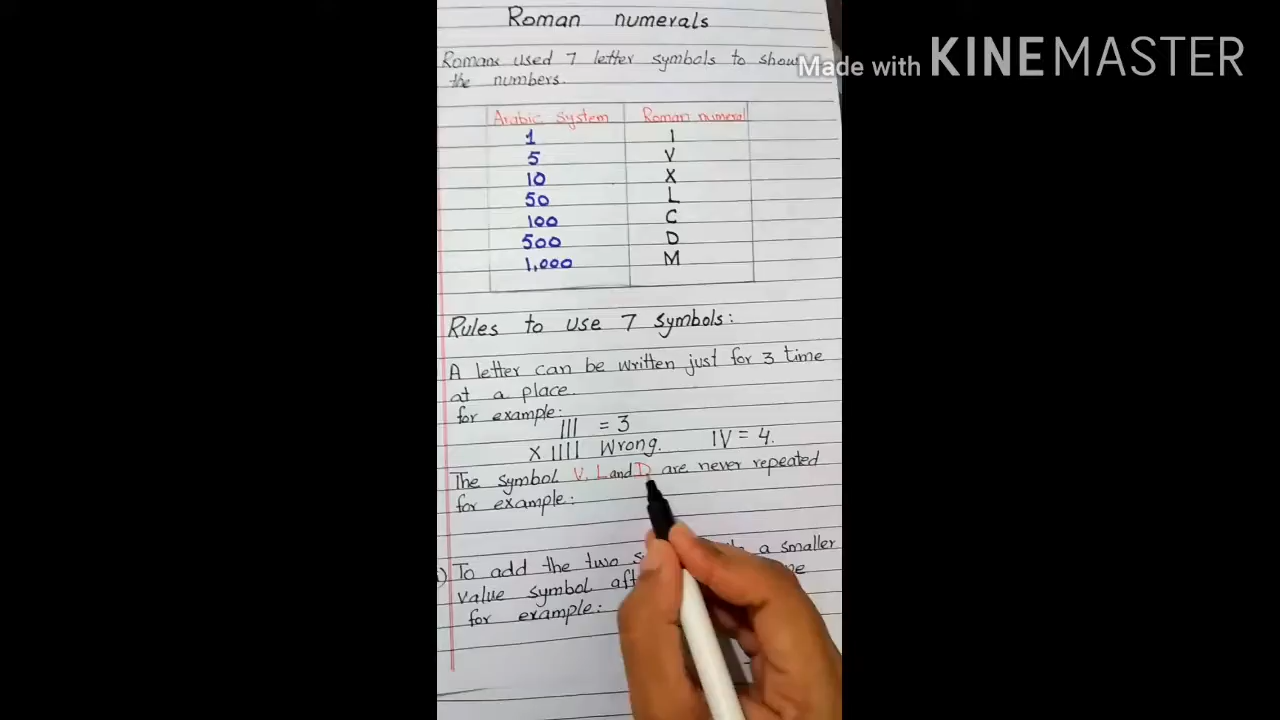 Roman numerals
Romans used 7 letter symbols to show
the numbers.
Made with KINEMASTER
Arabic system Roman numeral
1 I
5 V
10 X
50 L
100 C
500 D
1,000 M
Rules to use 7 symbols:
A letter can be written just for 3 time
at a place.
for example:
III = 3
X IIII Wrong. IV = 4.
The symbol V, L and D are never repeated
for example:
To add the two a smaller
value symbol
for example: